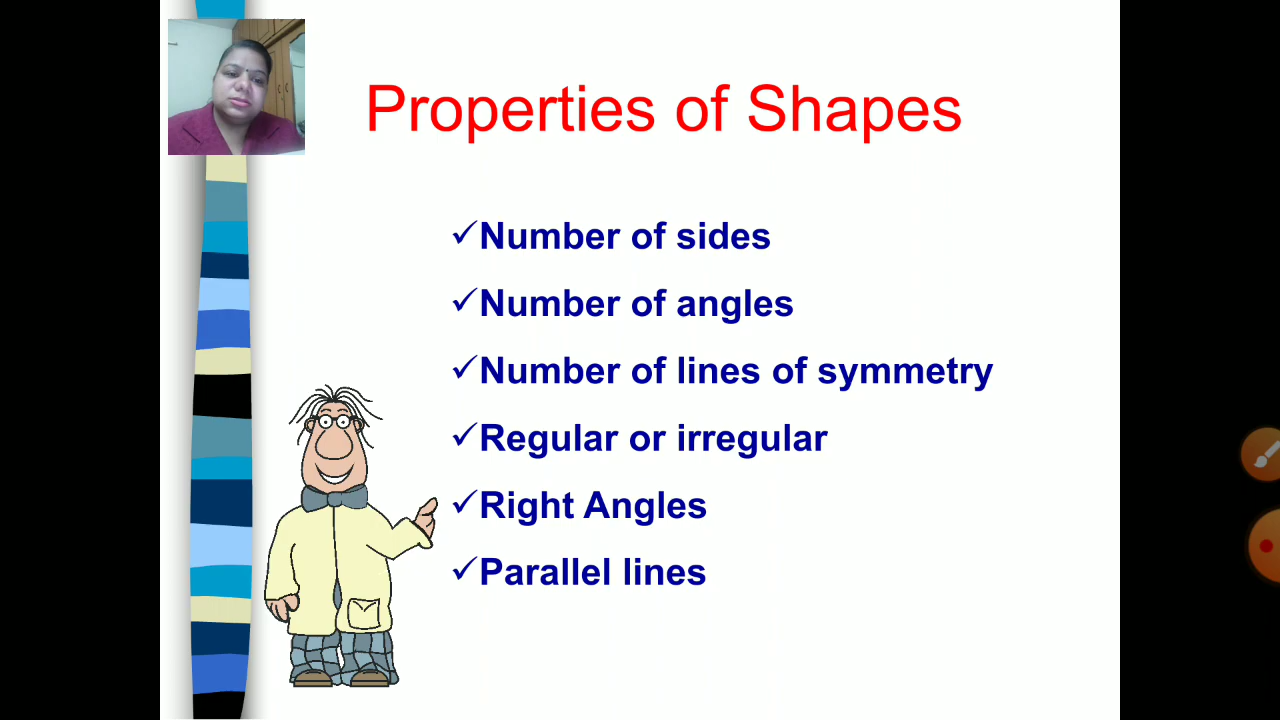 Properties of Shapes
✓Number of sides
✓Number of angles
✓Number of lines of symmetry
✓Regular or irregular
✓Right Angles
✓Parallel lines